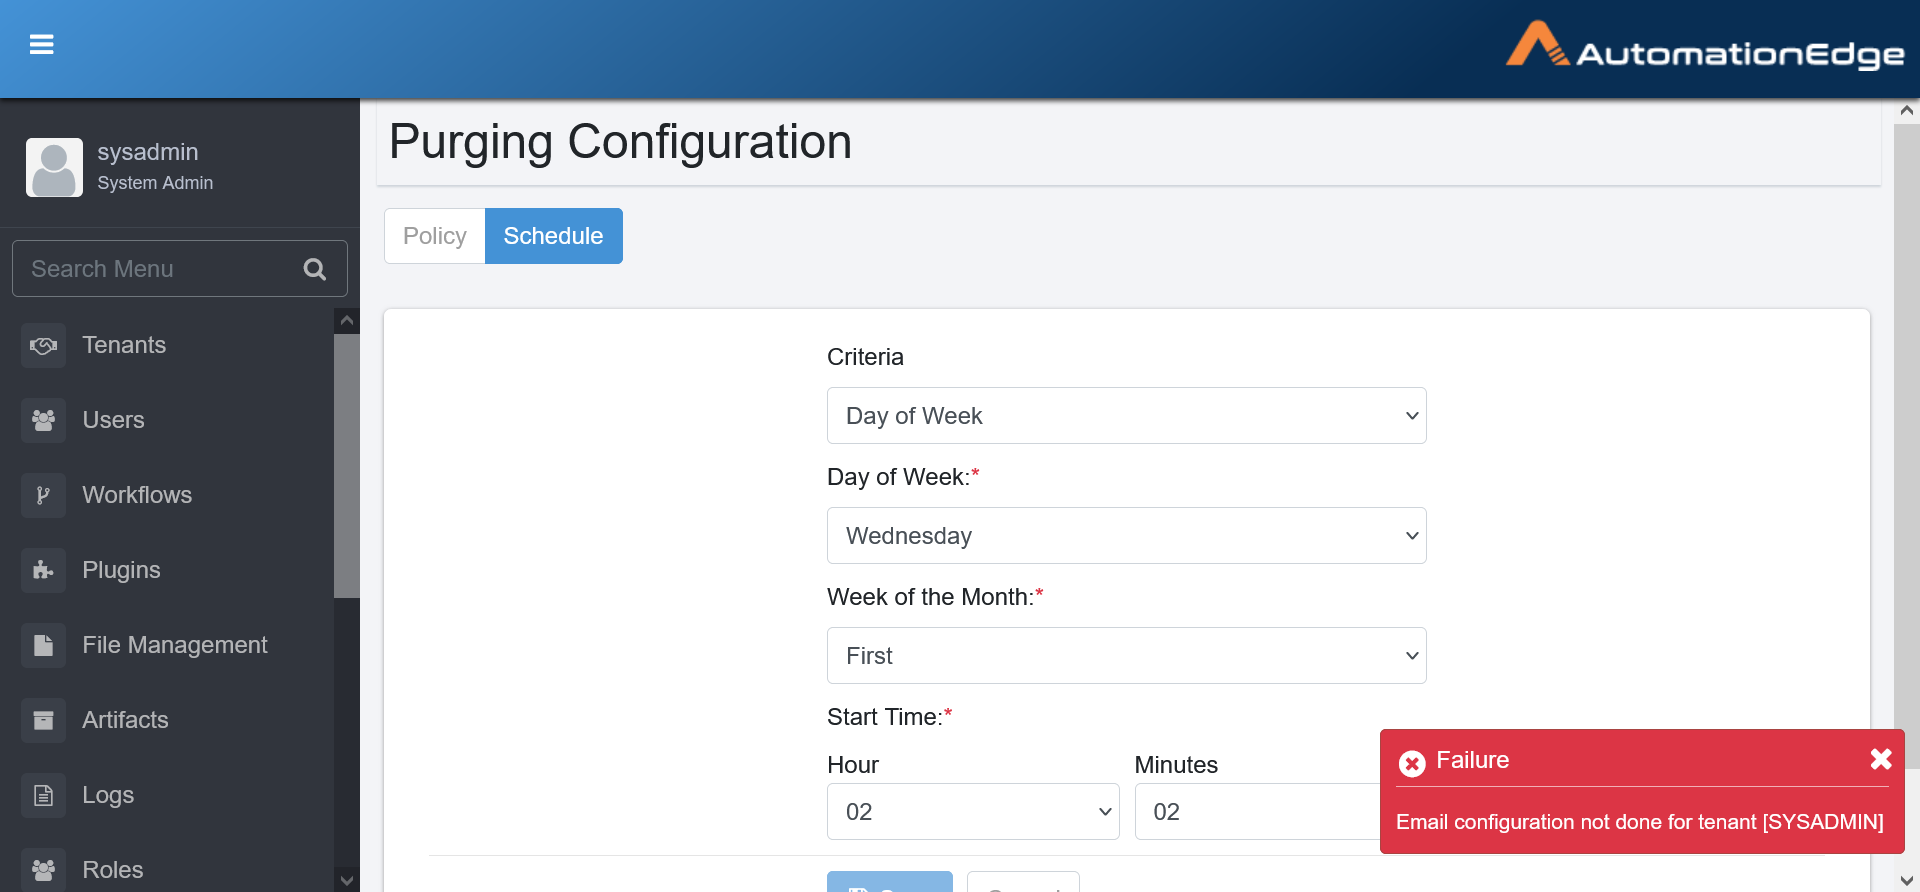 AutomationEdge
sysadmin
System Admin
Search Menu
Tenants
Users
Workflows
Plugins
File Management
Artifacts
Logs
Roles
Purging Configuration
Policy
Schedule
Criteria
Day of Week
Day of Week:*
Wednesday
Week of the Month:*
First
Start Time:*
Hour
Minutes
02
02
Failure
Email configuration not done for tenant [SYSADMIN]